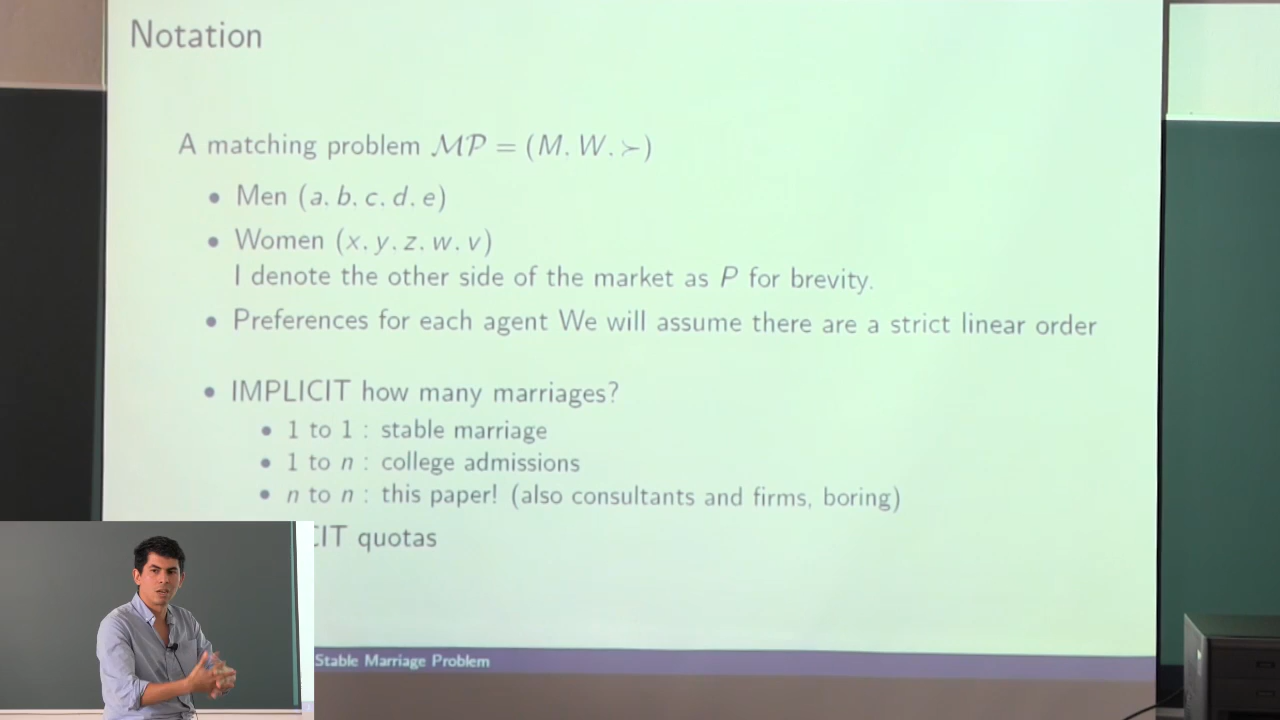 Notation
A matching problem MP = (M. W. ≻)
• Men (a. b. c. d. e)
• Women (x. y. z. w. v)
I denote the other side of the market as P for brevity.
• Preferences for each agent We will assume there are a strict linear order
• IMPLICIT how many marriages?
• 1 to 1 : stable marriage
• 1 to n : college admissions
• n to n : this paper! (also consultants and firms, boring)
CIT quotas
Stable Marriage Problem